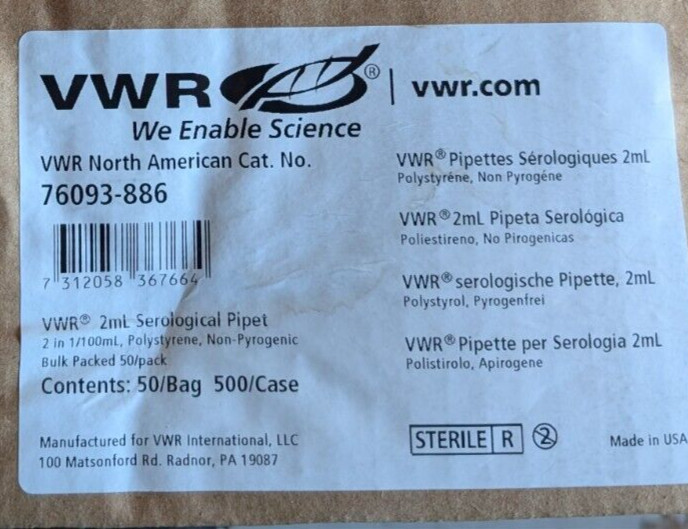 VWR® | vwr.com
We Enable Science
VWR North American Cat. No.
76093-886
7 312058 367664
VWR® 2mL Serological Pipet
2 in 1/100mL, Polystyrene, Non-Pyrogenic
Bulk Packed 50/pack
Contents: 50/Bag 500/Case
Manufactured for VWR International, LLC
100 Matsonford Rd. Radnor, PA 19087
VWR® Pipettes Sérologiques 2mL
Polystyréne, Non Pyrogéne
VWR® 2mL Pipeta Serológica
Poliestireno, No Pirogenicas
VWR® serologische Pipette, 2mL
Polystyrol, Pyrogenfrei
VWR® Pipette per Serologia 2mL
Polistirolo, Apirogene
STERILE R 2
Made in USA